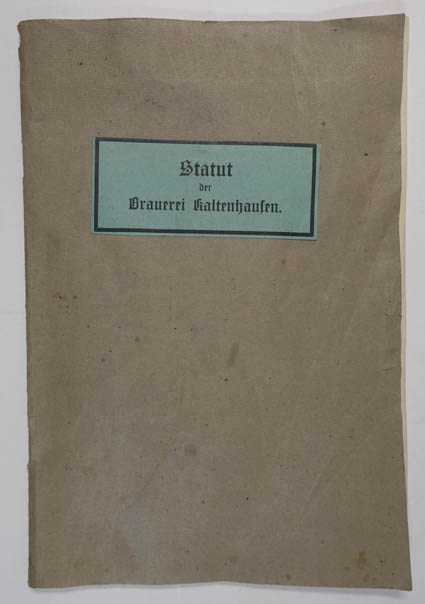 Statut
der
Brauerei Kaltenhausen.